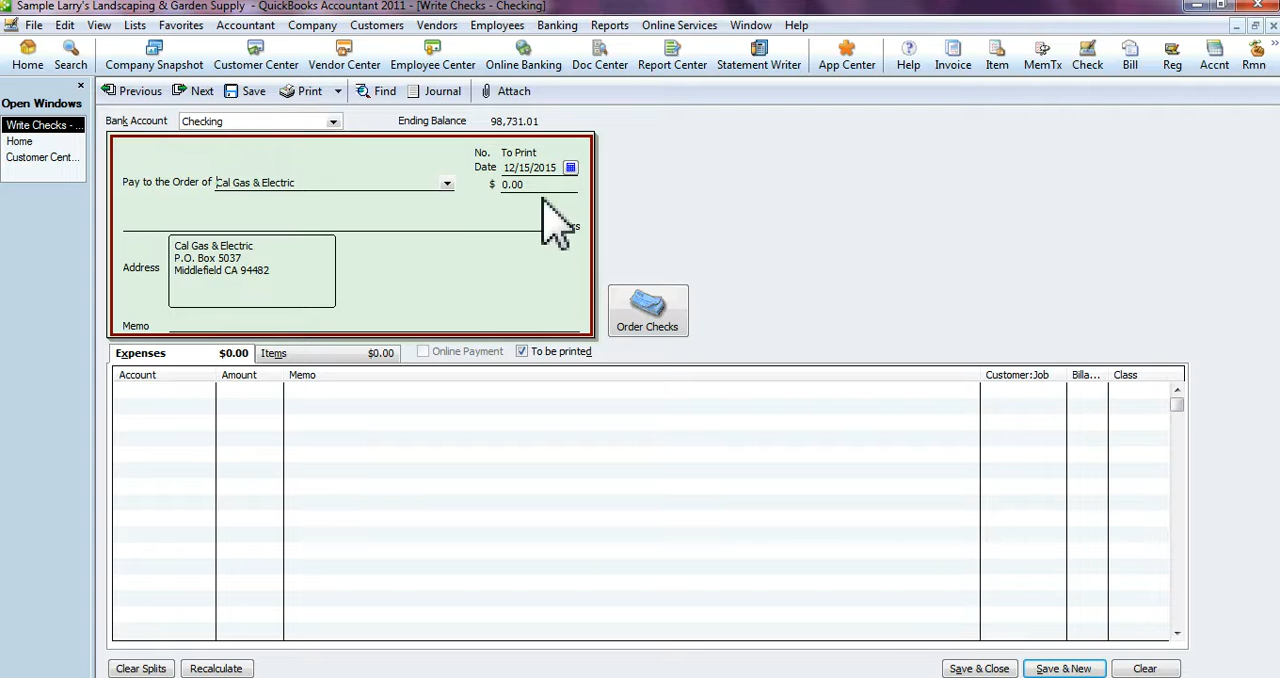 Sample Larry's Landscaping & Garden Supply - QuickBooks Accountant 2011 - [Write Checks - Checking]
File Edit View Lists Favorites Accountant Company Customers Vendors Employees Banking Reports Online Services Window Help
Home Search Company Snapshot Customer Center Vendor Center Employee Center Online Banking Doc Center Report Center Statement Writer App Center Help Invoice Item MemTx Check Bill Reg Accnt Rmn
Open Windows
Write Checks - ...
Home
Customer Cent...
Previous Next Save Print Find Journal Attach
Bank Account Checking Ending Balance 98,731.01
No. To Print
Date 12/15/2015
Pay to the Order of Cal Gas & Electric $ 0.00
Address
Cal Gas & Electric
P.O. Box 5037
Middlefield CA 94482
Memo
Order Checks
Expenses $0.00 Items $0.00 Online Payment To be printed
Account Amount Memo Customer:Job Billa... Class
Clear Splits Recalculate Save & Close Save & New Clear